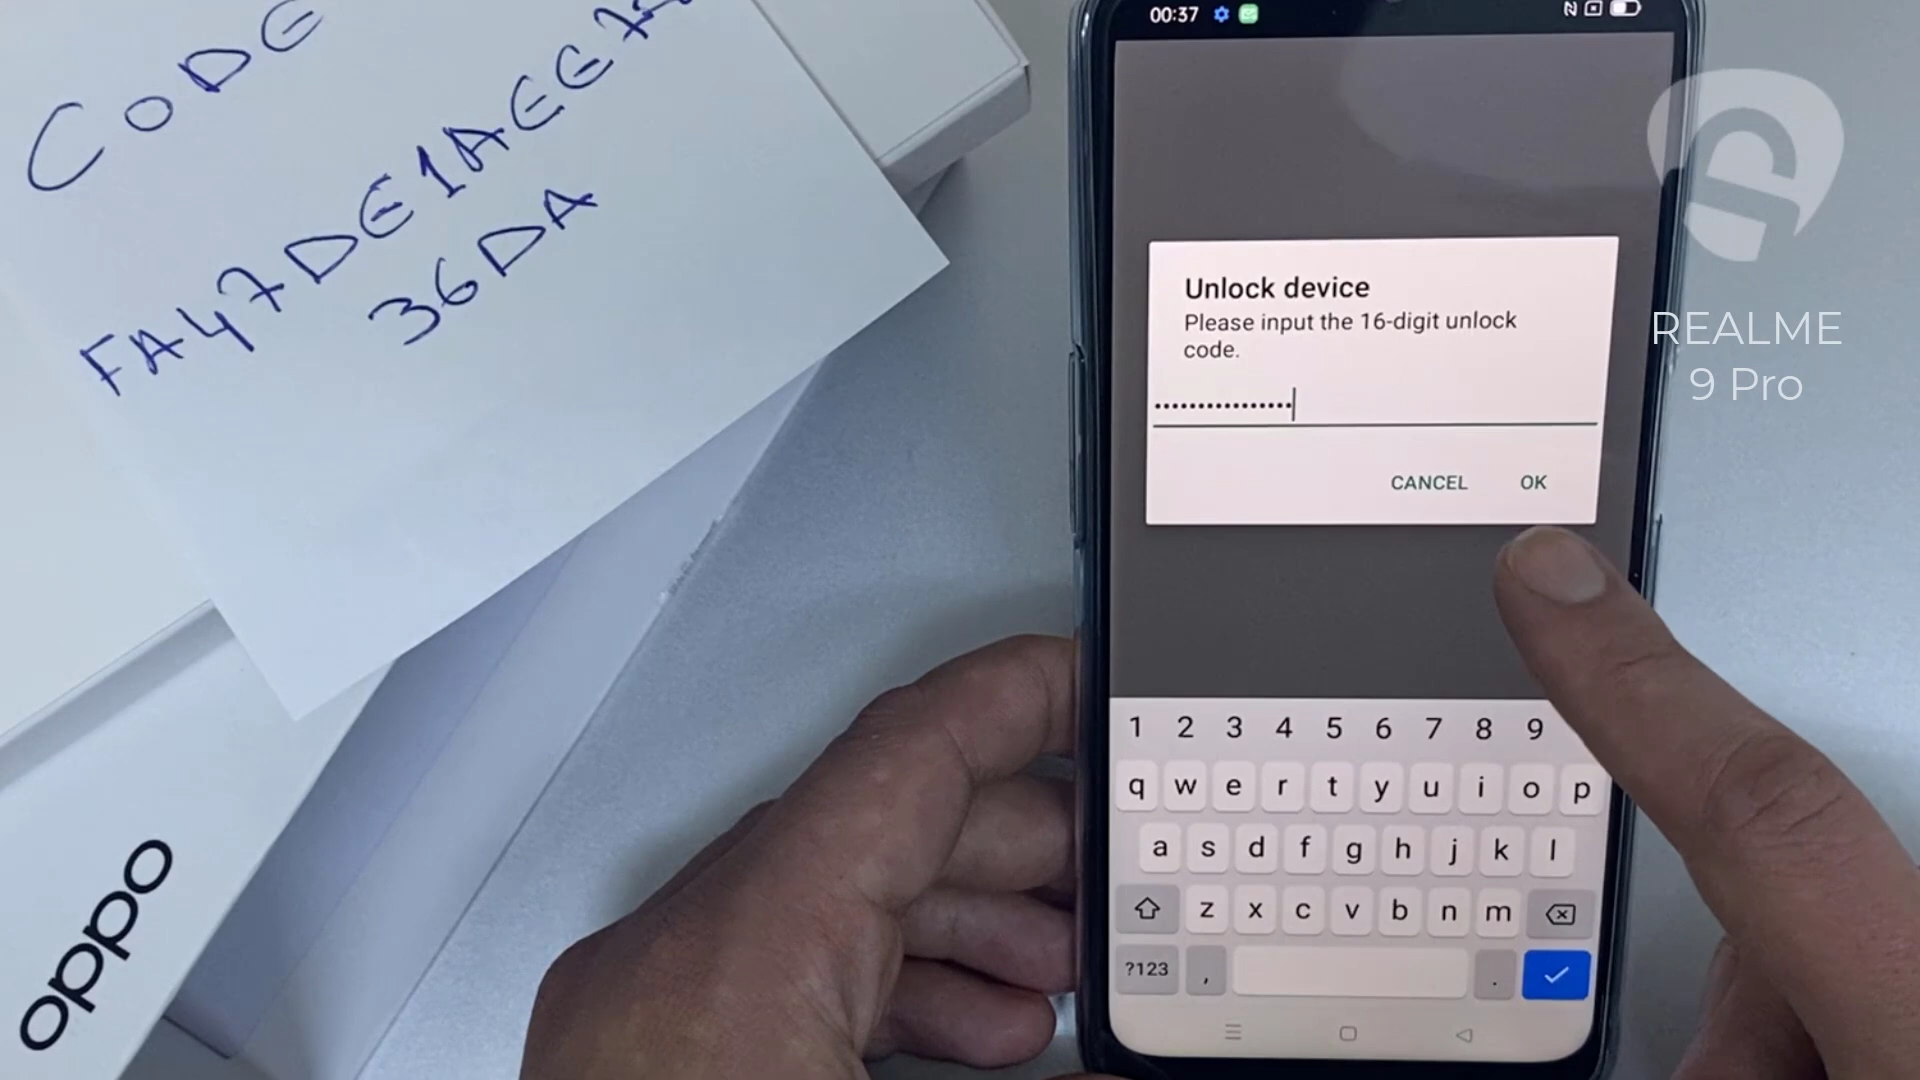 CODE
FA47DE1AEE7
36DA
oppo
00:37
Unlock device
Please input the 16-digit unlock
code.
................
CANCEL OK
1 2 3 4 5 6 7 8 9
q w e r t y u i o p
a s d f g h j k l
z x c v b n m
?123 , .
REALME
9 Pro